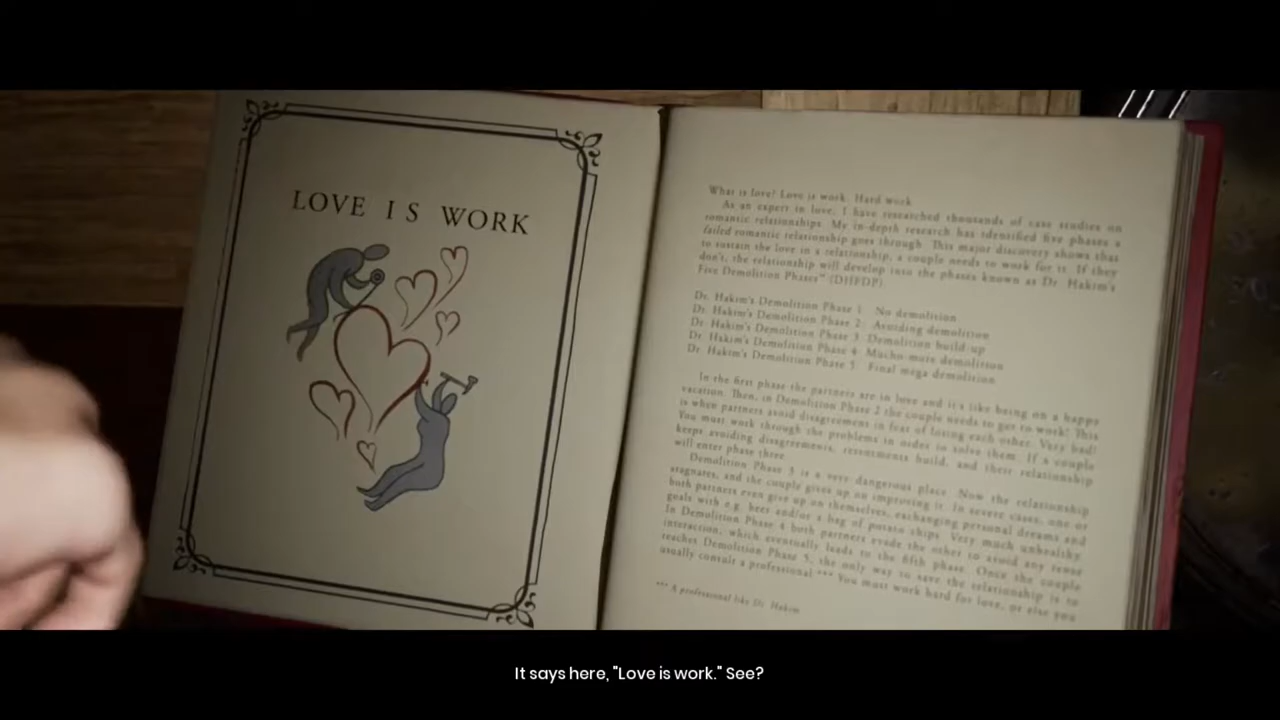 LOVE IS WORK
What is love? Love is work. Hard work
As an expert in love, I have researched thousands of case studies on
romantic relationships. My in-depth research has identified five phases a
failed romantic relationship goes through. This major discovery shows that
to sustain the love in a relationship, a couple needs to work for it. If they
don't, the relationship will develop into the phases known as Dr. Hakim's
Five Demolition Phases™ (DHFDP)
Dr. Hakim's Demolition Phase 1 No demolition
Dr. Hakim's Demolition Phase 2 Avoiding demolition
Dr. Hakim's Demolition Phase 3 Demolition build-up
Dr. Hakim's Demolition Phase 4 Mucho more demolition
Dr. Hakim's Demolition Phase 5 Final mega demolition
In the first phase the partners are in love and it's like being on a happy
vacation. Then, in Demolition Phase 2 the couple needs to get to work! This
is when partners avoid disagreement in fear of losing each other. Very bad!
You must work through the problems in order to solve them. If a couple
keeps avoiding disagreements, resentments build, and their relationship
will enter phase three.
Demolition Phase 3 is a very dangerous place. Now the relationship
stagnates, and the couple gives up on improving it. In severe cases, one or
both partners even give up on themselves, exchanging personal dreams and
goals with e.g. beer and/or a bag of potato chips. Very much unhealthy.
In Demolition Phase 4 both partners evade the other to avoid any
interaction, which eventually leads to the fifth phase. Once the couple
reaches Demolition Phase 5, the only way to save the relationship is to
usually consult a professional.*** You must work hard for love, or else you
*** A professional like Dr. Hakim
It says here, "Love is work." See?